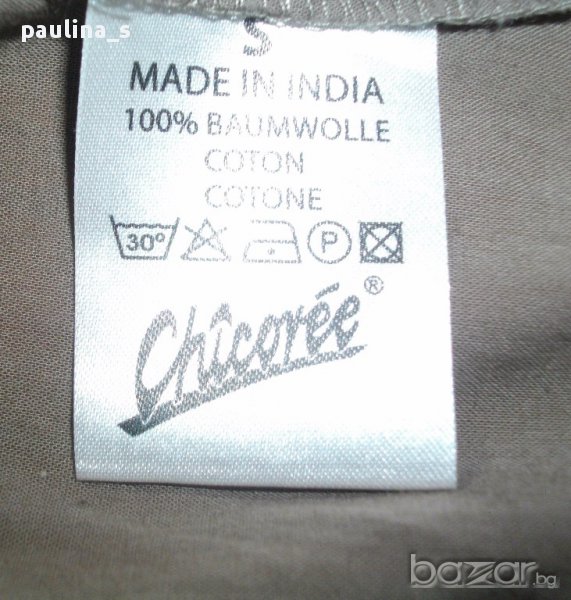 paulina_s
S
MADE IN INDIA
100% BAUMWOLLE
COTON
COTONE
30° P
Chicorée®
bazar.bg